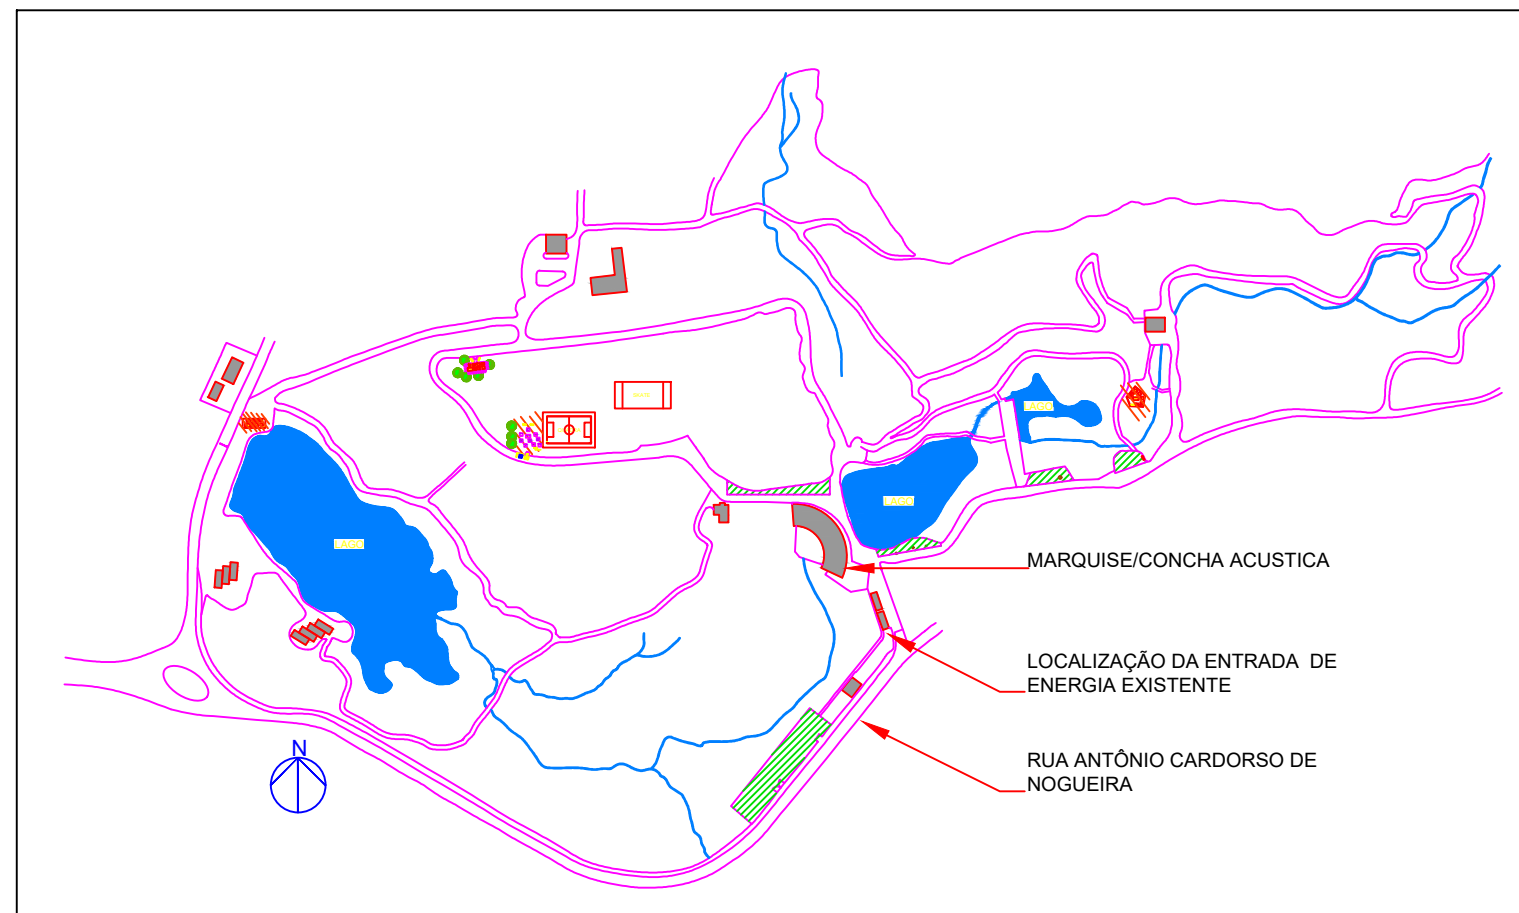 LAGO
LAGO
LAGO
MARQUISE/CONCHA ACUSTICA
LOCALIZAÇÃO DA ENTRADA DE
ENERGIA EXISTENTE
RUA ANTÔNIO CARDORSO DE
NOGUEIRA
N